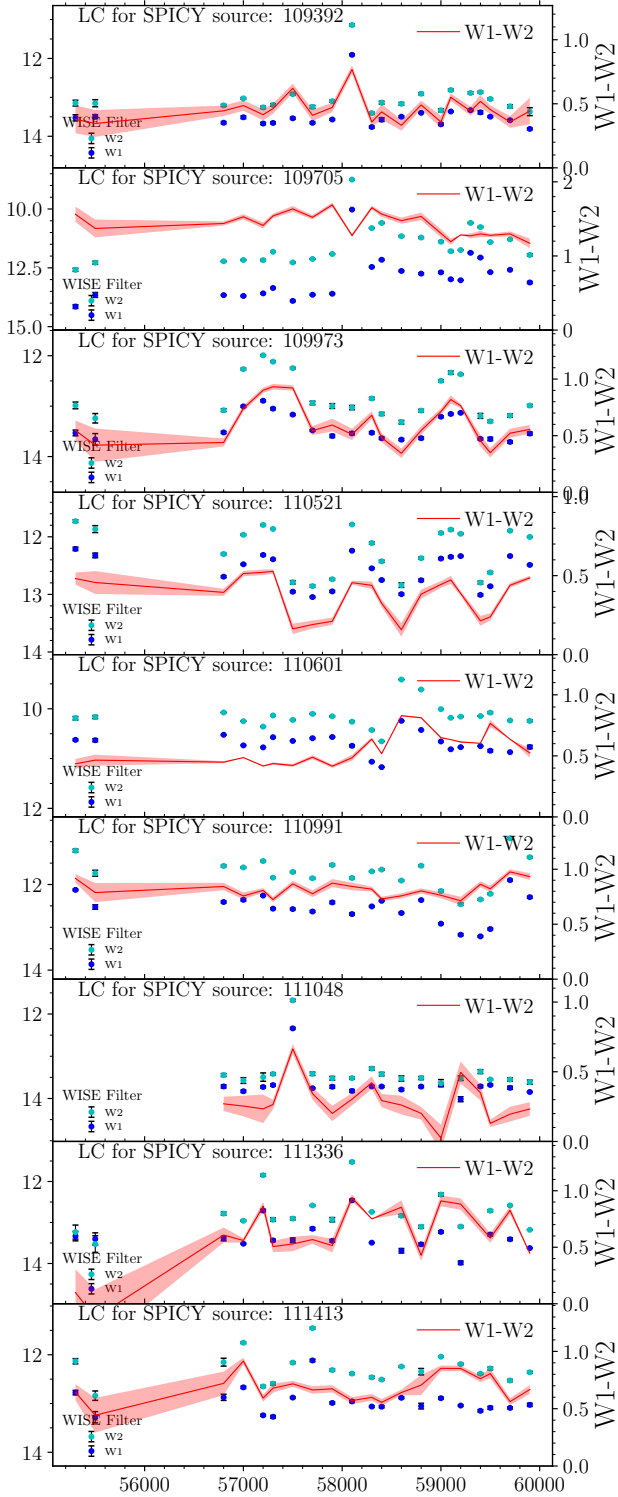 LC for SPICY source: 109392
W1-W2
12
14
WISE Filter
W2
W1
1.0
0.5
0.0
W1-W2
LC for SPICY source: 109705
W1-W2
10.0
12.5
15.0
WISE Filter
W2
W1
2
1
0
W1-W2
LC for SPICY source: 109973
W1-W2
12
14
WISE Filter
W2
W1
1.0
0.5
0.0
W1-W2
LC for SPICY source: 110521
W1-W2
12
13
14
WISE Filter
W2
W1
1.0
0.5
0.0
W1-W2
LC for SPICY source: 110601
W1-W2
10
12
WISE Filter
W2
W1
1.0
0.5
0.0
W1-W2
LC for SPICY source: 110991
W1-W2
12
14
WISE Filter
W2
W1
1.0
0.5
0.0
W1-W2
LC for SPICY source: 111048
W1-W2
12
14
WISE Filter
W2
W1
1.0
0.5
0.0
W1-W2
LC for SPICY source: 111336
W1-W2
12
14
WISE Filter
W2
W1
1.0
0.5
0.0
W1-W2
LC for SPICY source: 111413
W1-W2
12
14
WISE Filter
W2
W1
1.0
0.5
0.0
W1-W2
56000
57000
58000
59000
60000